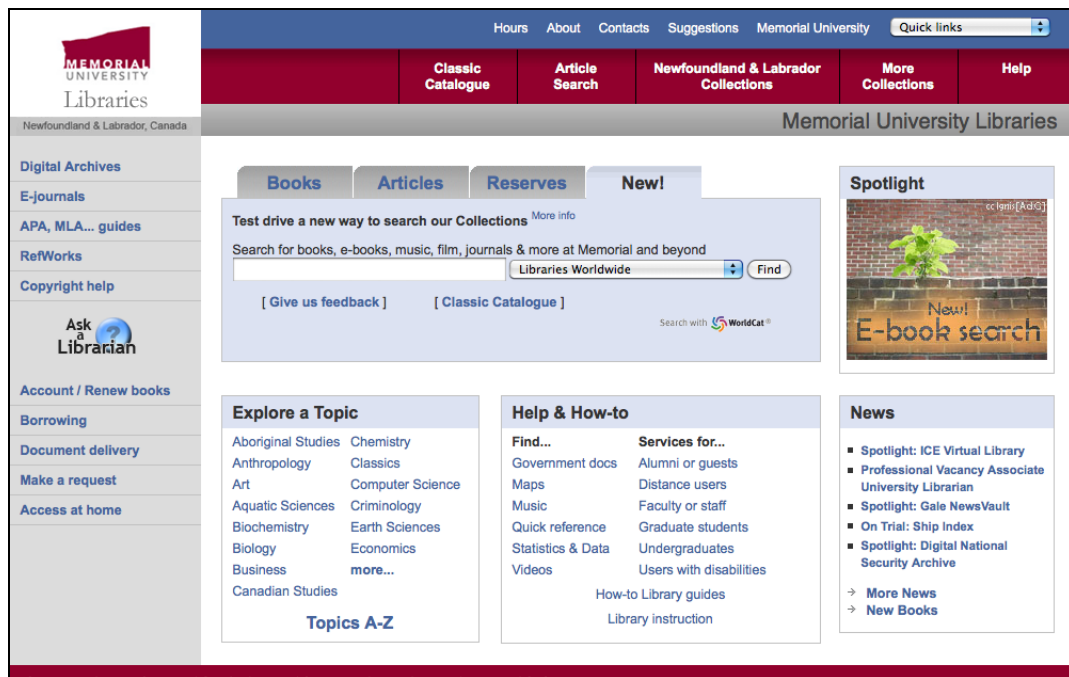 MEMORIAL
UNIVERSITY
Libraries
Newfoundland & Labrador, Canada
Hours About Contacts Suggestions Memorial University Quick links
Classic Catalogue
Article Search
Newfoundland & Labrador Collections
More Collections
Help
Memorial University Libraries
Digital Archives
E-journals
APA, MLA... guides
RefWorks
Copyright help
Ask
a
Librarian
?
Account / Renew books
Borrowing
Document delivery
Make a request
Access at home
Books Articles Reserves New!
Test drive a new way to search our Collections More info
Search for books, e-books, music, film, journals & more at Memorial and beyond
Libraries Worldwide Find
[ Give us feedback ] [ Classic Catalogue ]
Search with WorldCat®
Spotlight
cc Ignis[Ad:G]
New!
E-book search
Explore a Topic
Aboriginal Studies Chemistry
Anthropology Classics
Art Computer Science
Aquatic Sciences Criminology
Biochemistry Earth Sciences
Biology Economics
Business more...
Canadian Studies
Topics A-Z
Help & How-to
Find... Services for...
Government docs Alumni or guests
Maps Distance users
Music Faculty or staff
Quick reference Graduate students
Statistics & Data Undergraduates
Videos Users with disabilities
How-to Library guides
Library instruction
News
Spotlight: ICE Virtual Library
Professional Vacancy Associate
University Librarian
Spotlight: Gale NewsVault
On Trial: Ship Index
Spotlight: Digital National
Security Archive
More News
New Books